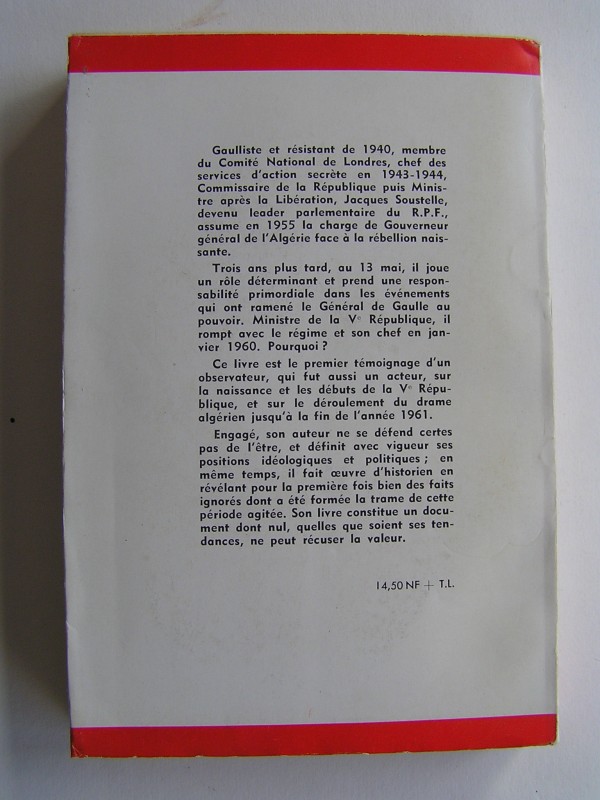 Gaulliste et résistant de 1940, membre
du Comité National de Londres, chef des
services d'action secrète en 1943-1944,
Commissaire de la République puis Minis-
tre après la Libération, Jacques Soustelle,
devenu leader parlementaire du R.P.F.,
assume en 1955 la charge de Gouverneur
général de l'Algérie face à la rébellion nais-
sante.
Trois ans plus tard, au 13 mai, il joue
un rôle déterminant et prend une respon-
sabilité primordiale dans les événements
qui ont ramené le Général de Gaulle au
pouvoir. Ministre de la Ve République, il
rompt avec le régime et son chef en jan-
vier 1960. Pourquoi ?
Ce livre est le premier témoignage d'un
observateur, qui fut aussi un acteur, sur
la naissance et les débuts de la Ve Répu-
blique, et sur le déroulement du drame
algérien jusqu'à la fin de l'année 1961.
Engagé, son auteur ne se défend certes
pas de l'être, et définit avec vigueur ses
positions idéologiques et politiques ; en
même temps, il fait œuvre d'historien en
révélant pour la première fois bien des faits
ignorés dont a été formée la trame de cette
période agitée. Son livre constitue un docu-
ment dont nul, quelles que soient ses ten-
dances, ne peut récuser la valeur.
14,50 NF + T.L.